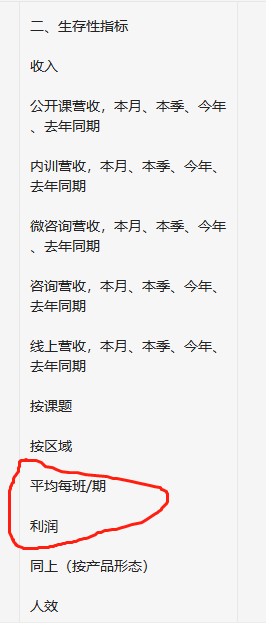 二、生存性指标
收入
公开课营收，本月、本季、今年
、去年同期
内训营收，本月、本季、今年、
去年同期
微咨询营收，本月、本季、今年
、去年同期
咨询营收，本月、本季、今年、
去年同期
线上营收，本月、本季、今年、
去年同期
按课题
按区域
平均每班/期
利润
同上（按产品形态）
人效